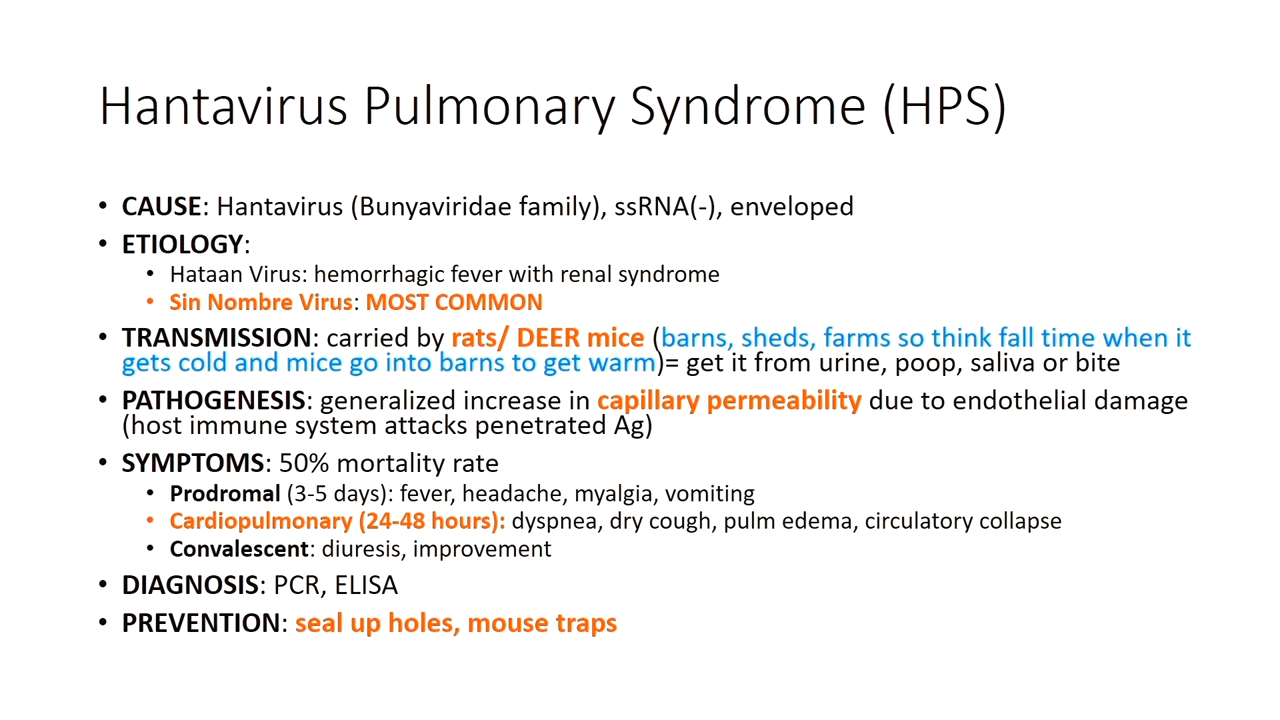 Hantavirus Pulmonary Syndrome (HPS)
• CAUSE: Hantavirus (Bunyaviridae family), ssRNA(-), enveloped
• ETIOLOGY:
• Hataan Virus: hemorrhagic fever with renal syndrome
• Sin Nombre Virus: MOST COMMON
• TRANSMISSION: carried by rats/ DEER mice (barns, sheds, farms so think fall time when it
gets cold and mice go into barns to get warm)= get it from urine, poop, saliva or bite
• PATHOGENESIS: generalized increase in capillary permeability due to endothelial damage
(host immune system attacks penetrated Ag)
• SYMPTOMS: 50% mortality rate
• Prodromal (3-5 days): fever, headache, myalgia, vomiting
• Cardiopulmonary (24-48 hours): dyspnea, dry cough, pulm edema, circulatory collapse
• Convalescent: diuresis, improvement
• DIAGNOSIS: PCR, ELISA
• PREVENTION: seal up holes, mouse traps